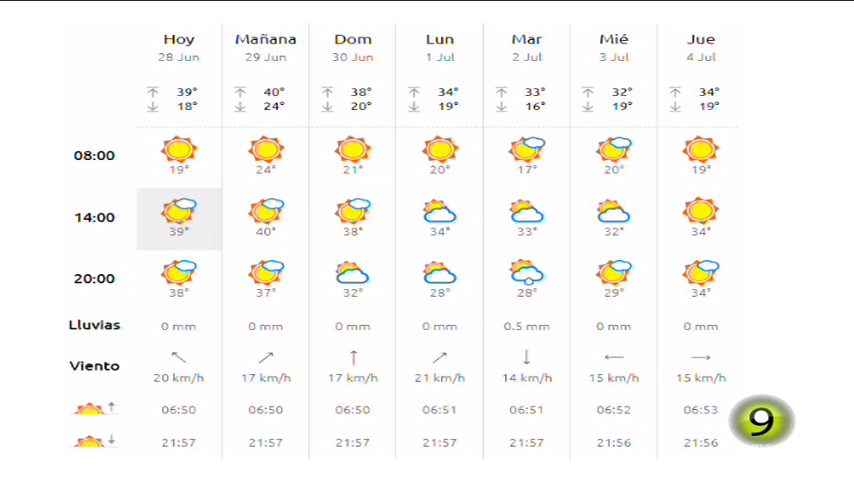 Hoy Mañana Dom Lun Mar Mié Jue
28 Jun 29 Jun 30 Jun 1 Jul 2 Jul 3 Jul 4 Jul
39° 40° 38° 34° 33° 32° 34°
18° 24° 20° 19° 16° 19° 19°
08:00
19° 24° 21° 20° 17° 20° 19°
14:00
39° 40° 38° 34° 33° 32° 34°
20:00
38° 37° 32° 28° 28° 29° 34°
Lluvias 0 mm 0 mm 0 mm 0 mm 0.5 mm 0 mm 0 mm
Viento
20 km/h 17 km/h 17 km/h 21 km/h 14 km/h 15 km/h 15 km/h
06:50 06:50 06:50 06:51 06:51 06:52 06:53
9
21:57 21:57 21:57 21:57 21:57 21:56 21:56